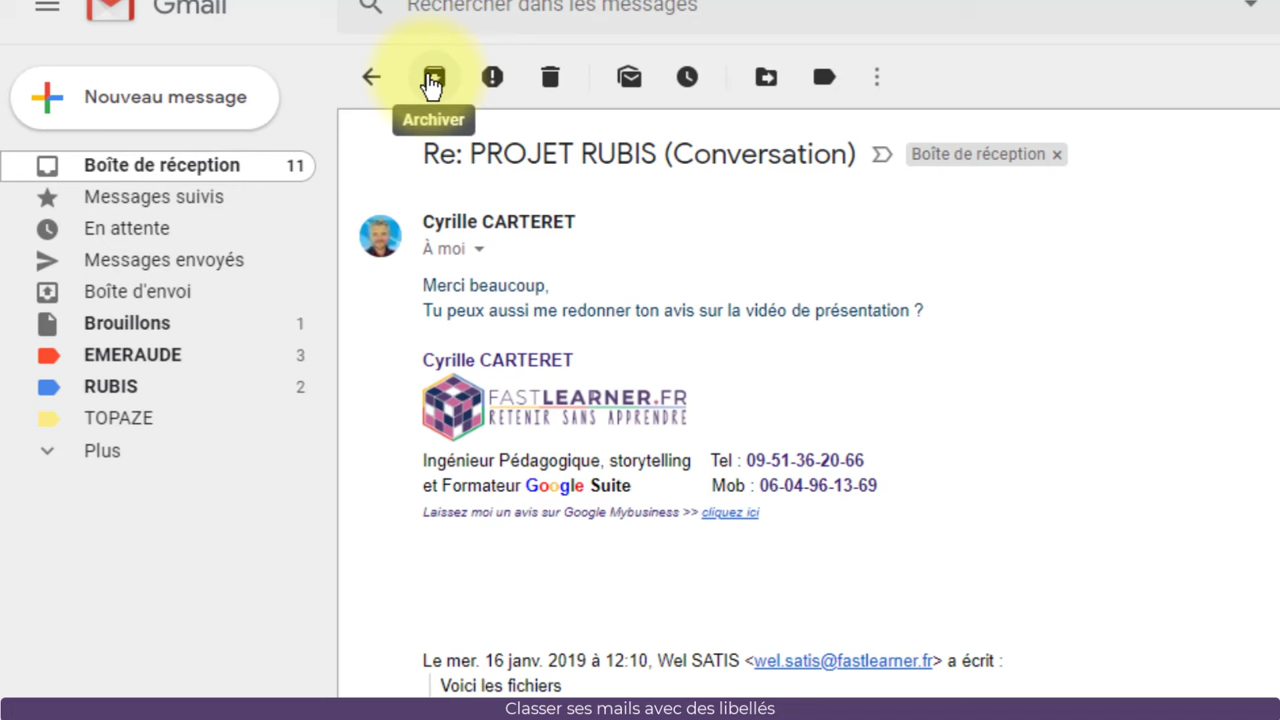 Gmail
Rechercher dans les messages
Nouveau message
Archiver
Boîte de réception 11
Messages suivis
En attente
Messages envoyés
Boîte d'envoi
Brouillons 1
EMERAUDE 3
RUBIS 2
TOPAZE
Plus
Re: PROJET RUBIS (Conversation) Boîte de réception x
Cyrille CARTERET
À moi
Merci beaucoup,
Tu peux aussi me redonner ton avis sur la vidéo de présentation ?
Cyrille CARTERET
FASTLEARNER.FR
RETENIR SANS APPRENDRE
Ingénieur Pédagogique, storytelling Tel : 09-51-36-20-66
et Formateur Google Suite Mob : 06-04-96-13-69
Laissez moi un avis sur Google Mybusiness >> cliquez ici
Le mer. 16 janv. 2019 à 12:10, Wel SATIS <wel.satis@fastlearner.fr> a écrit :
Voici les fichiers
Classer ses mails avec des libellés